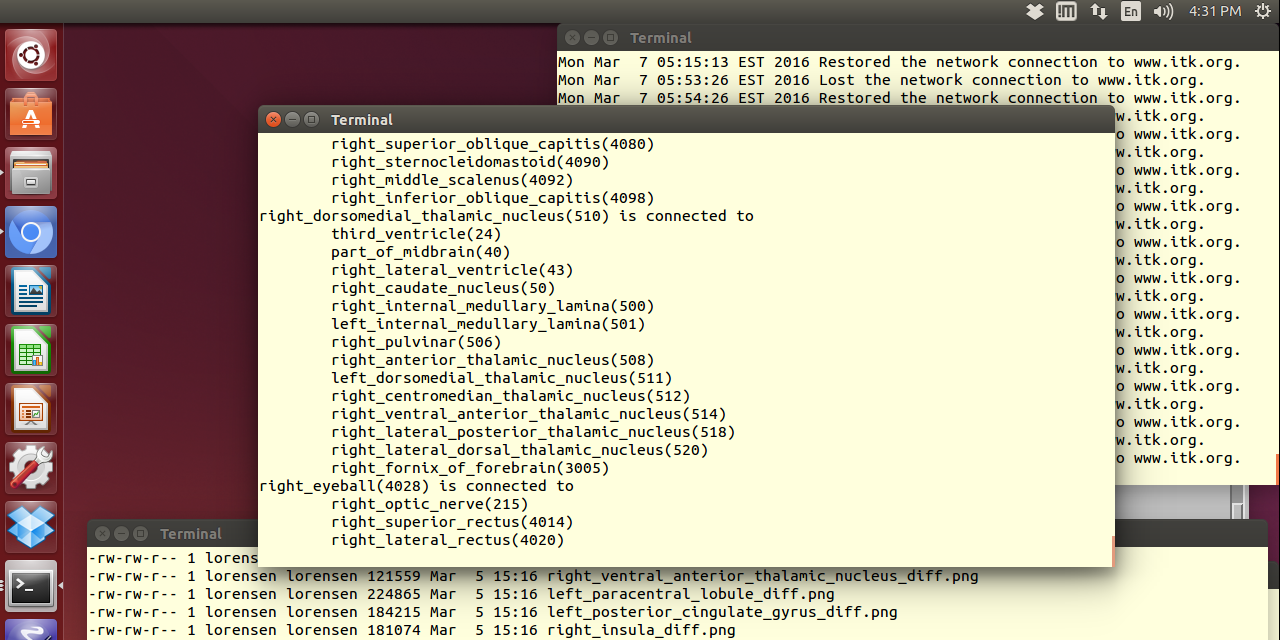 En 4:31 PM
Terminal
Mon Mar  7 05:15:13 EST 2016 Restored the network connection to www.itk.org.
Mon Mar  7 05:53:26 EST 2016 Lost the network connection to www.itk.org.
Mon Mar  7 05:54:26 EST 2016 Restored the network connection to www.itk.org.
Terminal
right_superior_oblique_capitis(4080)
right_sternocleidomastoid(4090)
right_middle_scalenus(4092)
right_inferior_oblique_capitis(4098)
right_dorsomedial_thalamic_nucleus(510) is connected to
third_ventricle(24)
part_of_midbrain(40)
right_lateral_ventricle(43)
right_caudate_nucleus(50)
right_internal_medullary_lamina(500)
left_internal_medullary_lamina(501)
right_pulvinar(506)
right_anterior_thalamic_nucleus(508)
left_dorsomedial_thalamic_nucleus(511)
right_centromedian_thalamic_nucleus(512)
right_ventral_anterior_thalamic_nucleus(514)
right_lateral_posterior_thalamic_nucleus(518)
right_lateral_dorsal_thalamic_nucleus(520)
right_fornix_of_forebrain(3005)
right_eyeball(4028) is connected to
right_optic_nerve(215)
right_superior_rectus(4014)
right_lateral_rectus(4020)
w.itk.org.
o www.itk.org.
w.itk.org.
o www.itk.org.
w.itk.org.
o www.itk.org.
w.itk.org.
o www.itk.org.
w.itk.org.
o www.itk.org.
w.itk.org.
o www.itk.org.
w.itk.org.
o www.itk.org.
w.itk.org.
o www.itk.org.
w.itk.org.
o www.itk.org.
w.itk.org.
o www.itk.org.
Terminal
-rw-rw-r-- 1 lorens
-rw-rw-r-- 1 lorensen lorensen 121559 Mar  5 15:16 right_ventral_anterior_thalamic_nucleus_diff.png
-rw-rw-r-- 1 lorensen lorensen 224865 Mar  5 15:16 left_paracentral_lobule_diff.png
-rw-rw-r-- 1 lorensen lorensen 184215 Mar  5 15:16 left_posterior_cingulate_gyrus_diff.png
-rw-rw-r-- 1 lorensen lorensen 181074 Mar  5 15:16 right_insula_diff.png